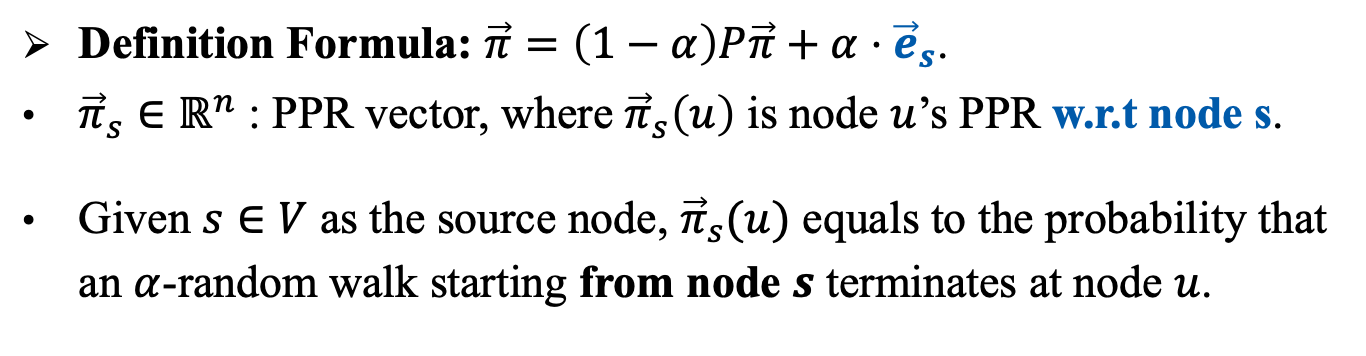 ➢ Definition Formula: π⃗ = (1 − α)Pπ⃗ + α · e⃗ₛ.
• π⃗ₛ ∈ ℝⁿ : PPR vector, where π⃗ₛ(u) is node u’s PPR w.r.t node s.
• Given s ∈ V as the source node, π⃗ₛ(u) equals to the probability that
an α-random walk starting from node s terminates at node u.